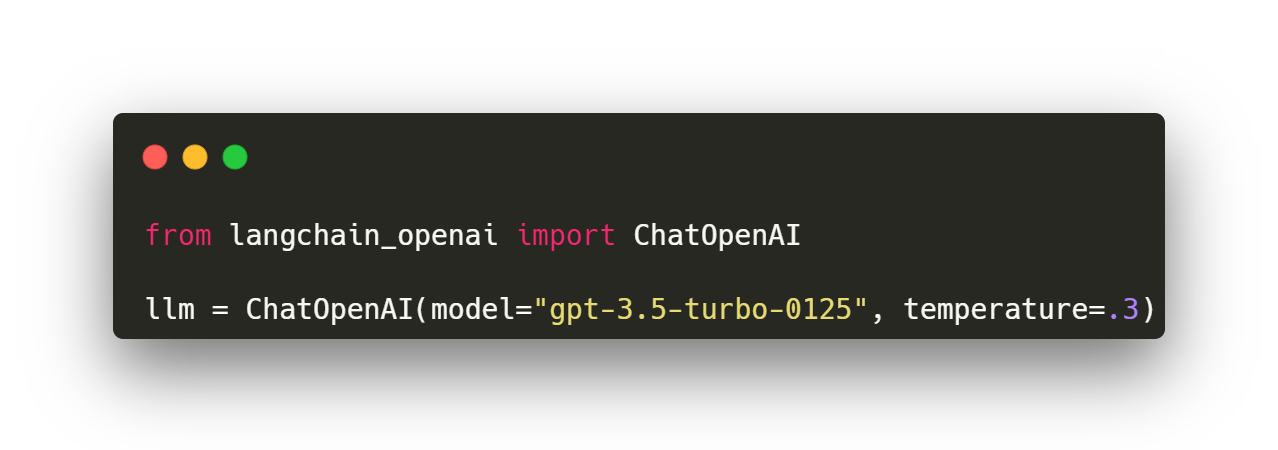 from langchain_openai import ChatOpenAI
llm = ChatOpenAI(model="gpt-3.5-turbo-0125", temperature=.3)